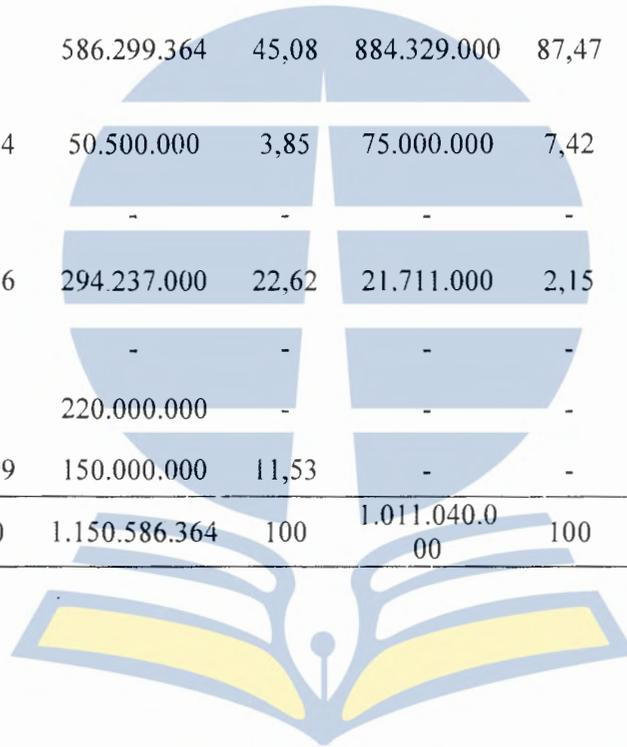 586.299.364 45,08 884.329.000 87,47
4 50.500.000 3,85 75.000.000 7,42
- - - -
6 294.237.000 22,62 21.711.000 2,15
- - - -
220.000.000 - - -
9 150.000.000 11,53 - -
0 1.150.586.364 100 1.011.040.0
00 100